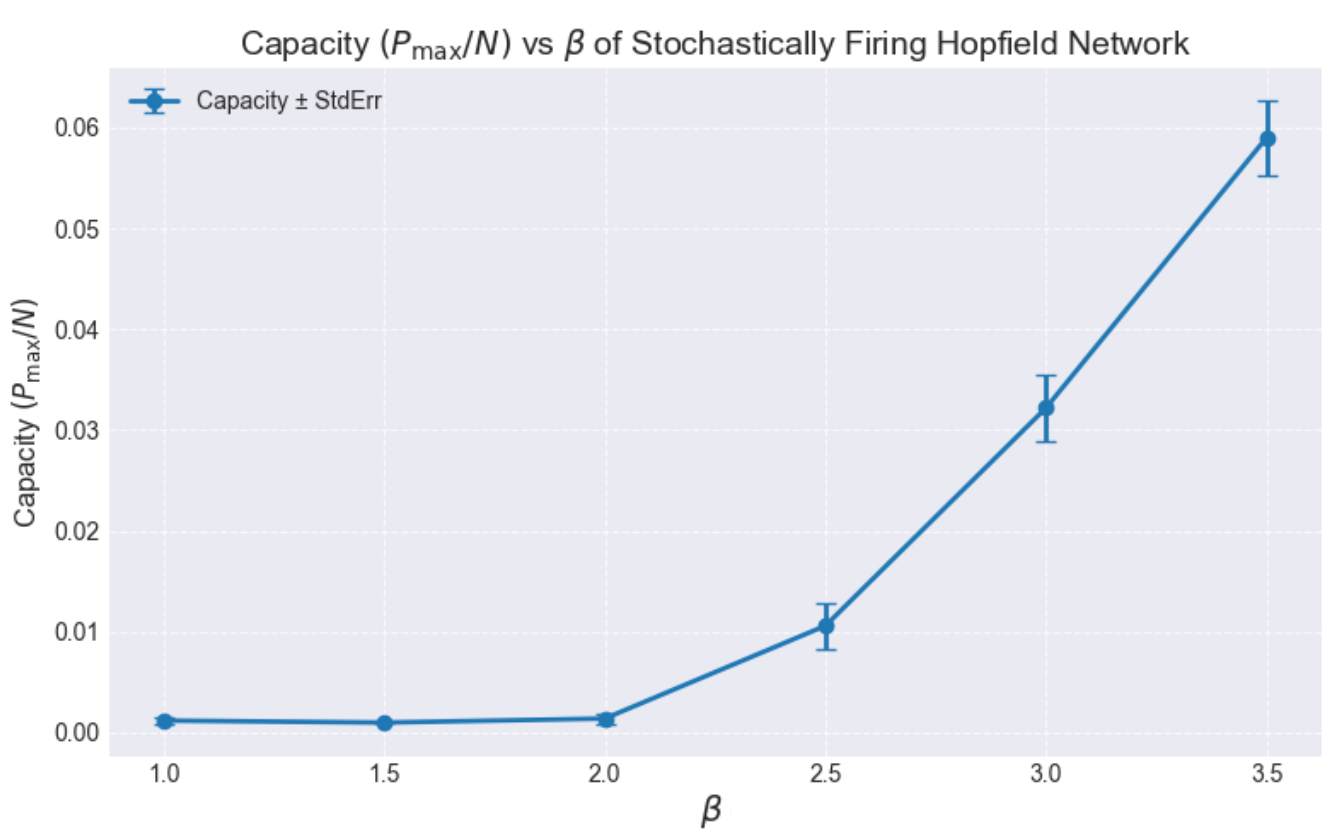 Capacity (P_max/N) vs β of Stochastically Firing Hopfield Network
Capacity ± StdErr
Capacity (P_max/N)
0.06
0.05
0.04
0.03
0.02
0.01
0.00
1.0 1.5 2.0 2.5 3.0 3.5
β